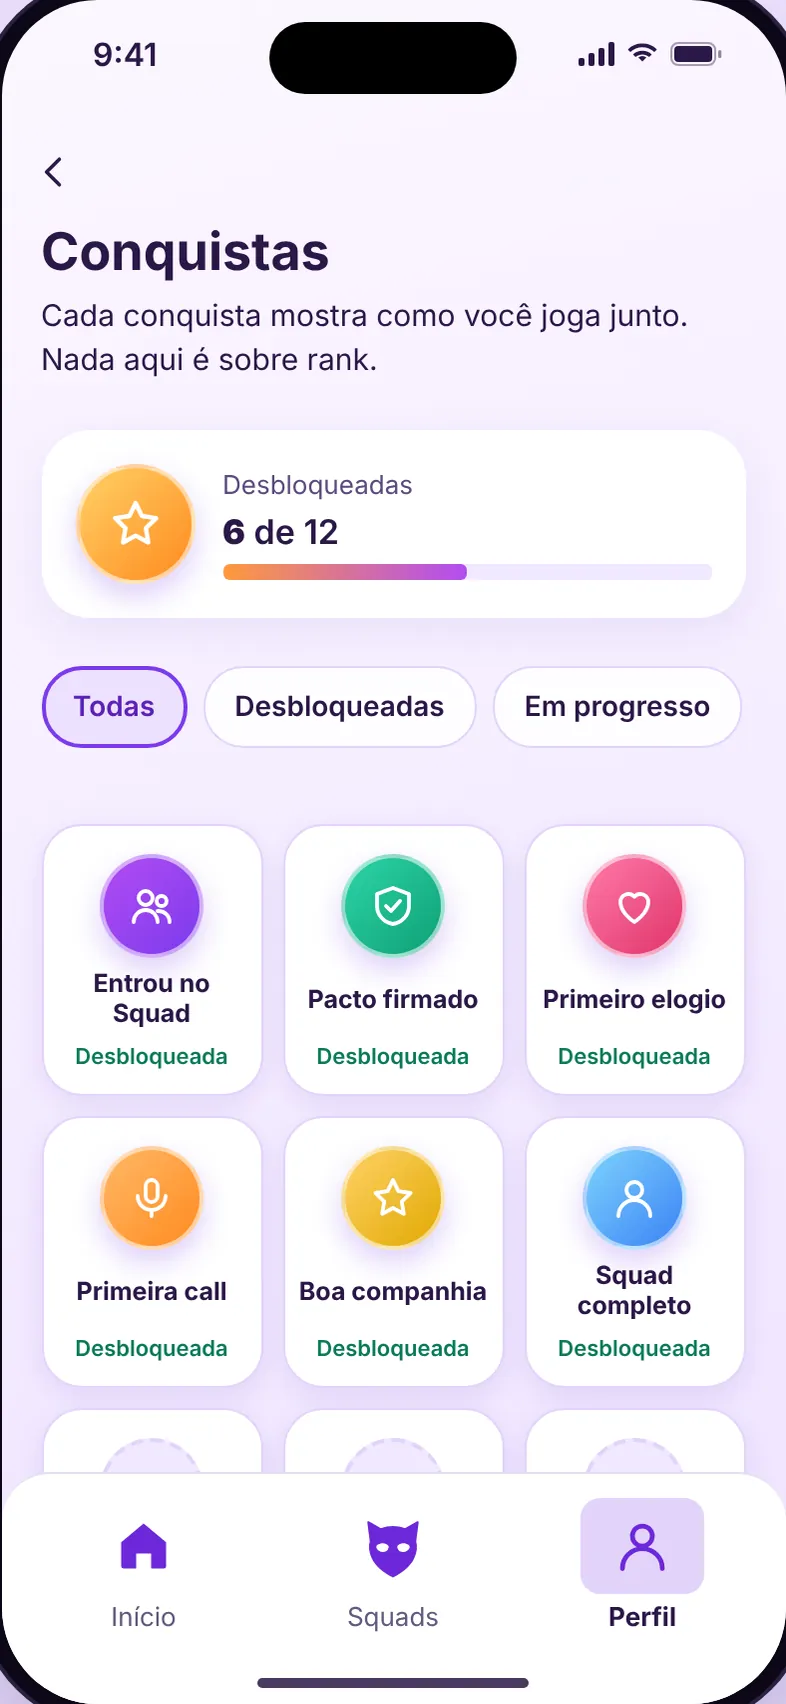 9:41
Conquistas
Cada conquista mostra como você joga junto.
Nada aqui é sobre rank.
Desbloqueadas
6 de 12
Todas
Desbloqueadas
Em progresso
Entrou no
Squad
Desbloqueada
Pacto firmado
Desbloqueada
Primeiro elogio
Desbloqueada
Primeira call
Desbloqueada
Boa companhia
Desbloqueada
Squad
completo
Desbloqueada
Início
Squads
Perfil